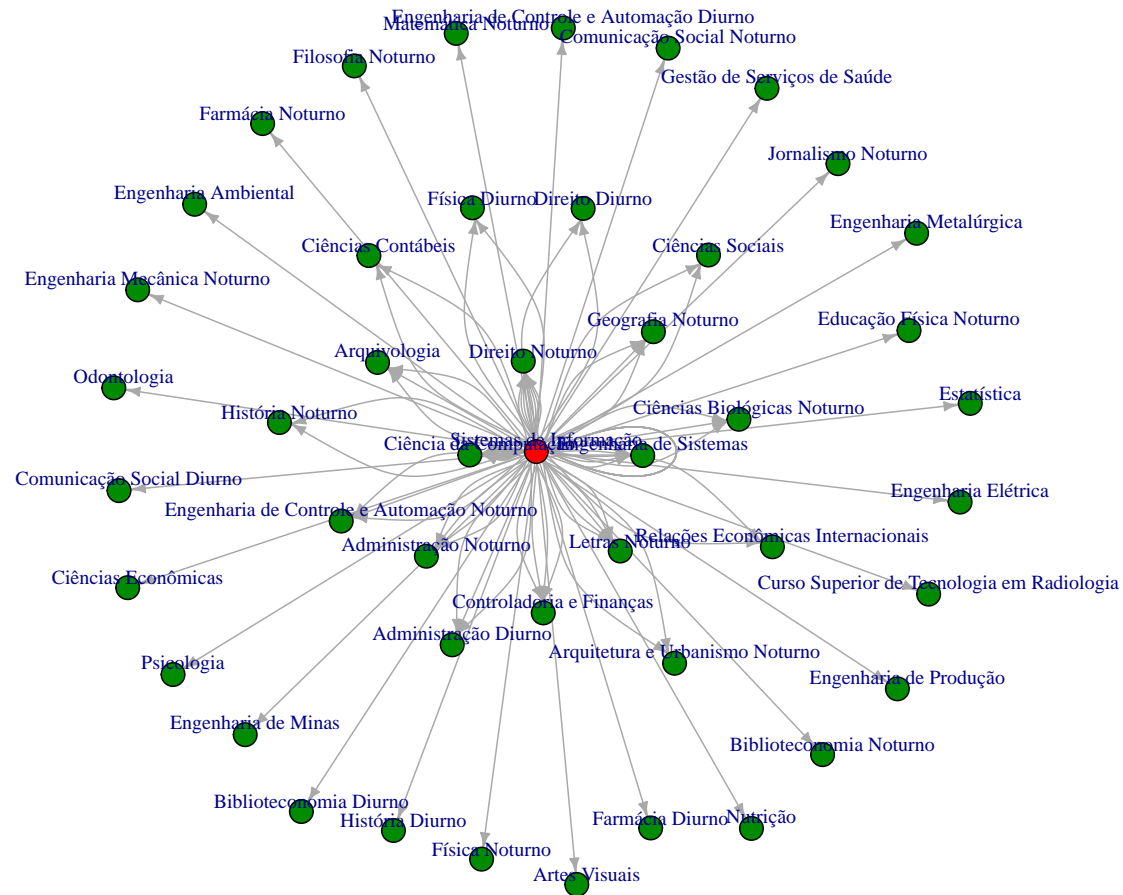 Engenharia de Controle e Automação Diurno
Matemática Noturno
Comunicação Social Noturno
Filosofia Noturno
Gestão de Serviços de Saúde
Farmácia Noturno
Jornalismo Noturno
Engenharia Ambiental
Física Diurno
Direito Diurno
Engenharia Metalúrgica
Ciências Contábeis
Ciências Sociais
Engenharia Mecânica Noturno
Geografia Noturno
Educação Física Noturno
Arquivologia
Direito Noturno
Odontologia
Estatística
História Noturno
Ciências Biológicas Noturno
Sistemas de Informação
Ciência da Computação
Engenharia de Sistemas
Comunicação Social Diurno
Engenharia Elétrica
Engenharia de Controle e Automação Noturno
Relações Econômicas Internacionais
Letras Noturno
Administração Noturno
Ciências Econômicas
Curso Superior de Tecnologia em Radiologia
Controladoria e Finanças
Administração Diurno
Arquitetura e Urbanismo Noturno
Psicologia
Engenharia de Produção
Engenharia de Minas
Biblioteconomia Noturno
Biblioteconomia Diurno
História Diurno
Farmácia Diurno
Nutrição
Física Noturno
Artes Visuais